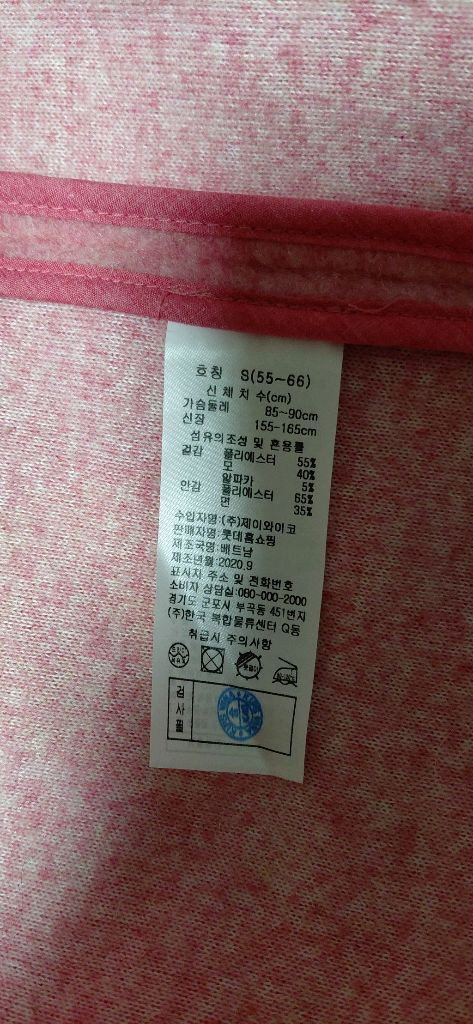 호칭 S(55~66)
신 체 치 수(cm)
가슴둘레 85~90cm
신장 155-165cm
섬유의조성 및 혼용률
겉감 폴리에스터 55%
모 40%
알파카 5%
안감 폴리에스터 65%
면 35%
수입자명:(주)제이와이코
판매자명:롯데홈쇼핑
제조국명:베트남
제조년월:2020.9
표시자 주소 및 전화번호
소비자 상담실:080-000-2000
경기도 군포시 부곡동 451번지
(주)한국 복합물류센터 Q동
취급시 주의사항
드라이
검사필